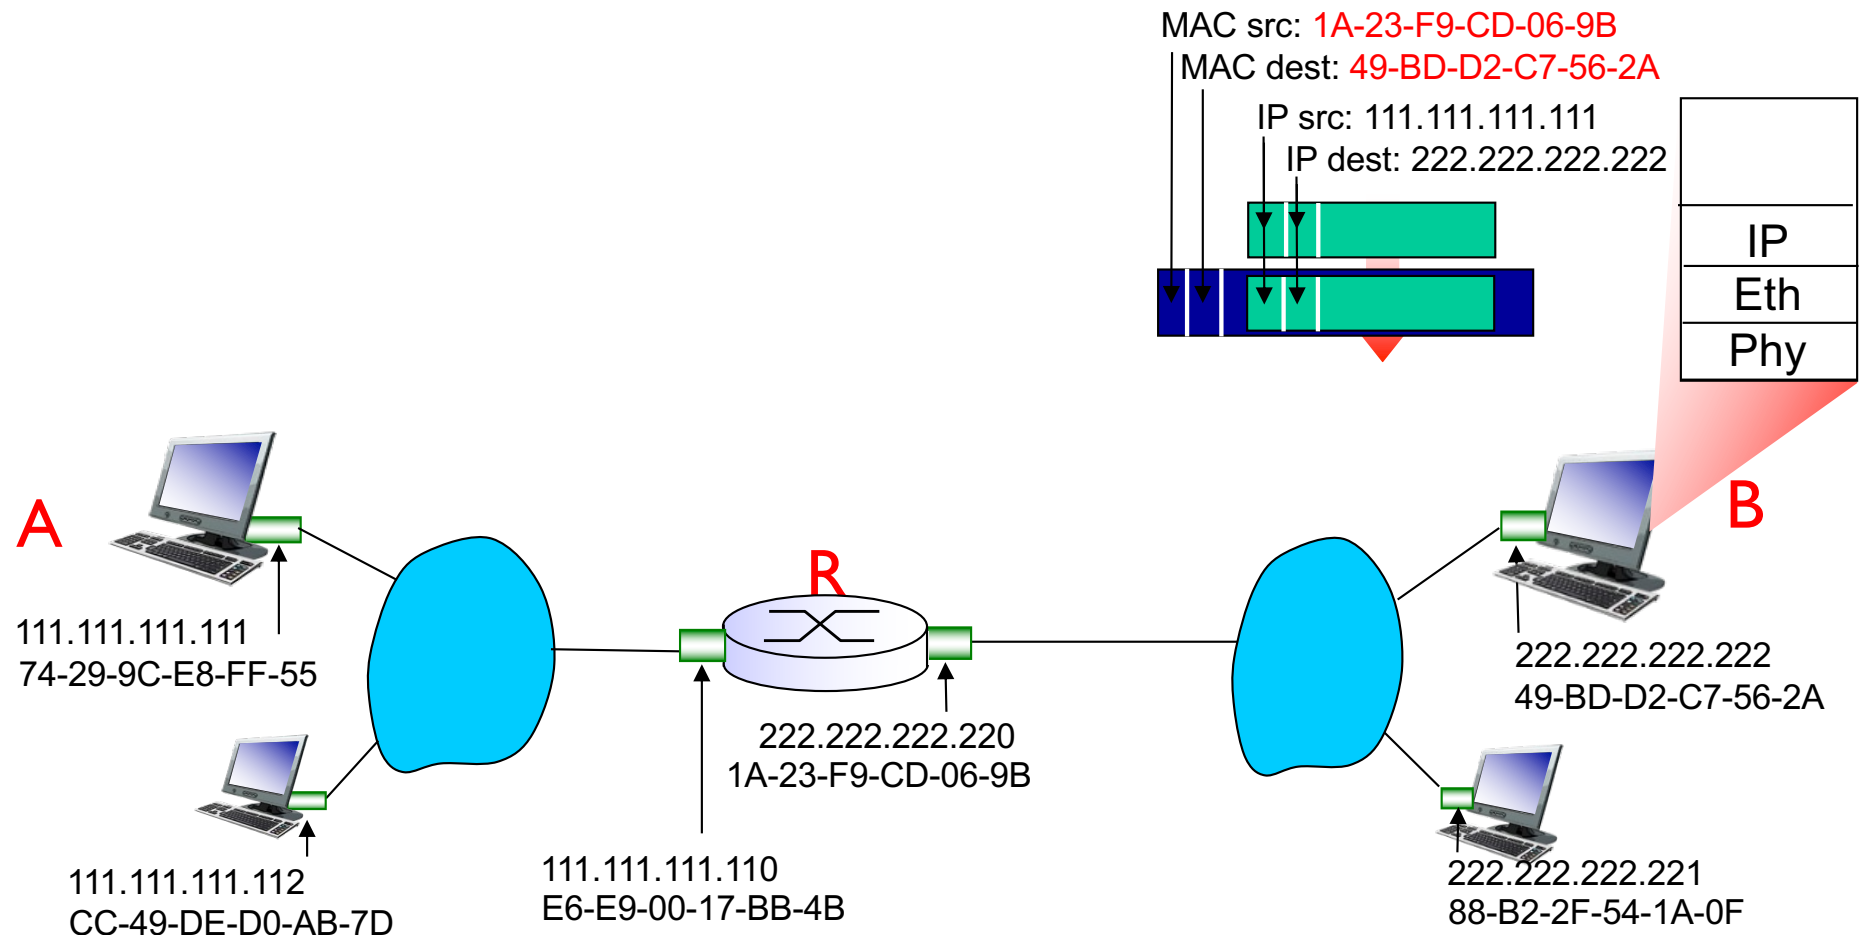 MAC src: 1A-23-F9-CD-06-9B
MAC dest: 49-BD-D2-C7-56-2A
IP src: 111.111.111.111
IP dest: 222.222.222.222
IP
Eth
Phy
A
R
B
111.111.111.111
74-29-9C-E8-FF-55
222.222.222.222
49-BD-D2-C7-56-2A
222.222.222.220
1A-23-F9-CD-06-9B
111.111.111.112
CC-49-DE-D0-AB-7D
111.111.111.110
E6-E9-00-17-BB-4B
222.222.222.221
88-B2-2F-54-1A-0F